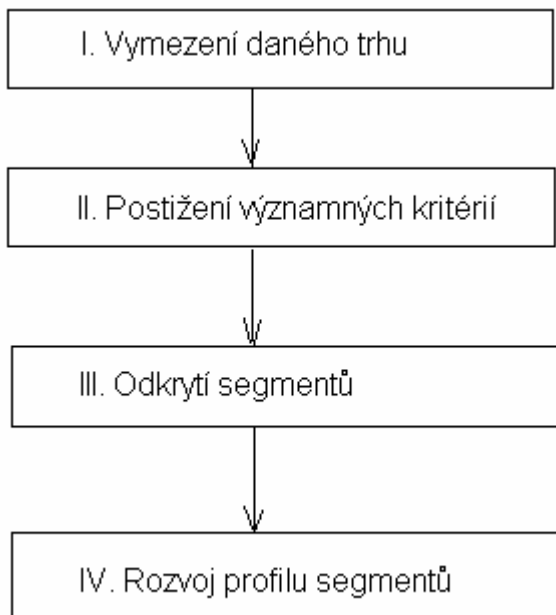 I. Vymezení daného trhu
II. Postižení významných kritérií
III. Odkrytí segmentů
IV. Rozvoj profilu segmentů